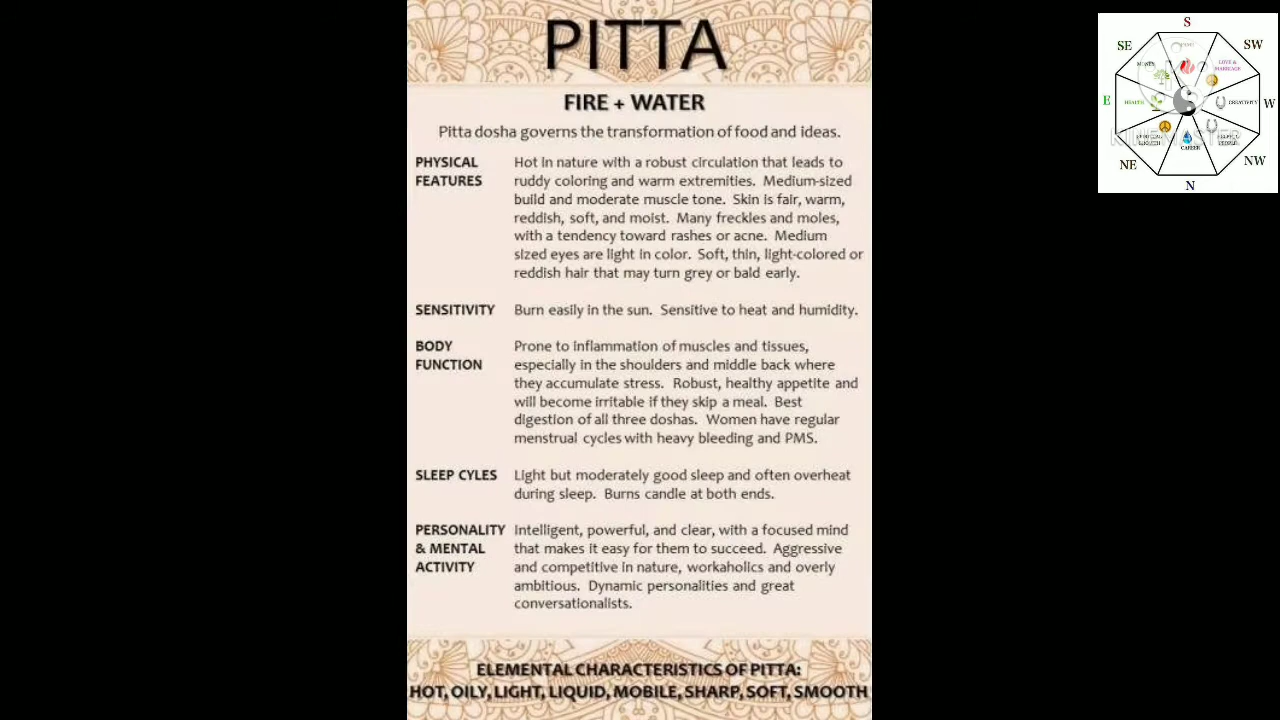 PITTA
FIRE + WATER
Pitta dosha governs the transformation of food and ideas.
PHYSICAL FEATURES
Hot in nature with a robust circulation that leads to
ruddy coloring and warm extremities. Medium-sized
build and moderate muscle tone. Skin is fair, warm,
reddish, soft, and moist. Many freckles and moles,
with a tendency toward rashes or acne. Medium
sized eyes are light in color. Soft, thin, light-colored or
reddish hair that may turn grey or bald early.
SENSITIVITY
Burn easily in the sun. Sensitive to heat and humidity.
BODY FUNCTION
Prone to inflammation of muscles and tissues,
especially in the shoulders and middle back where
they accumulate stress. Robust, healthy appetite and
will become irritable if they skip a meal. Best
digestion of all three doshas. Women have regular
menstrual cycles with heavy bleeding and PMS.
SLEEP CYLES
Light but moderately good sleep and often overheat
during sleep. Burns candle at both ends.
PERSONALITY & MENTAL ACTIVITY
Intelligent, powerful, and clear, with a focused mind
that makes it easy for them to succeed. Aggressive
and competitive in nature, workaholics and overly
ambitious. Dynamic personalities and great
conversationalists.
ELEMENTAL CHARACTERISTICS OF PITTA:
HOT, OILY, LIGHT, LIQUID, MOBILE, SHARP, SOFT, SMOOTH
S
SE
SW
MONEY
LOVE &
MARRIAGE
E
HEALTH
CREATIVITY
W
KINEMASTER
HELPFUL
PEOPLE
CAREER
NE
NW
N